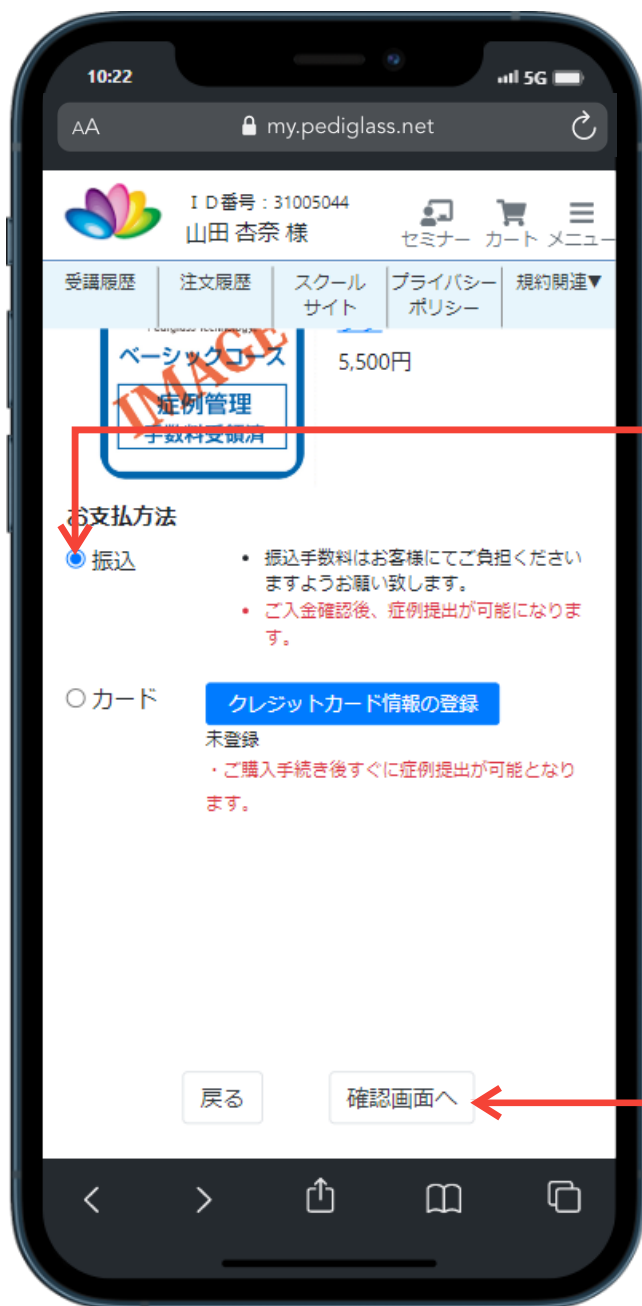 10:22
5G
AA my.pediglass.net
ＩＤ番号：31005044
山田 杏奈 様
セミナー カート メニュー
受講履歴 注文履歴 スクールサイト プライバシーポリシー 規約関連▼
ベーシックコース
IMAGE
5,500円
症例管理
手数料受領済
お支払方法
振込
• 振込手数料はお客様にてご負担ください
ますようお願い致します。
• ご入金確認後、症例提出が可能になりま
す。
カード
クレジットカード情報の登録
未登録
・ご購入手続き後すぐに症例提出が可能となり
ます。
戻る 確認画面へ